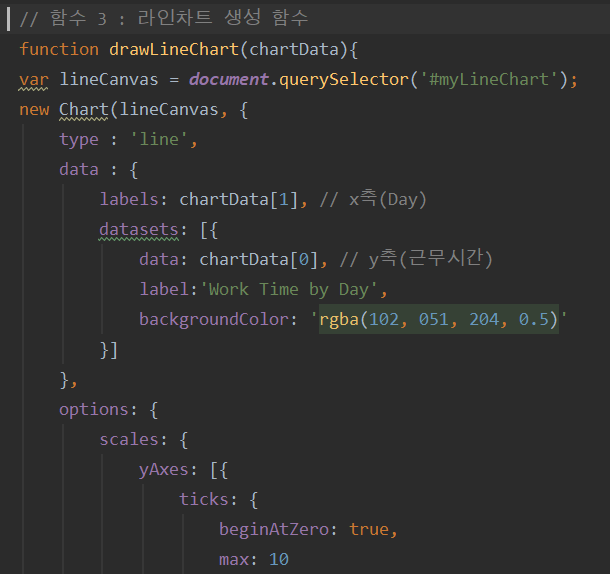 // 함수 3 : 라인차트 생성 함수
function drawLineChart(chartData){
var lineCanvas = document.querySelector('#myLineChart');
new Chart(lineCanvas, {
    type : 'line',
    data : {
        labels: chartData[1], // x축(Day)
        datasets: [{
            data: chartData[0], // y축(근무시간)
            label:'Work Time by Day',
            backgroundColor: 'rgba(102, 051, 204, 0.5)'
        }]
    },
    options: {
        scales: {
            yAxes: [{
                ticks: {
                    beginAtZero: true,
                    max: 10